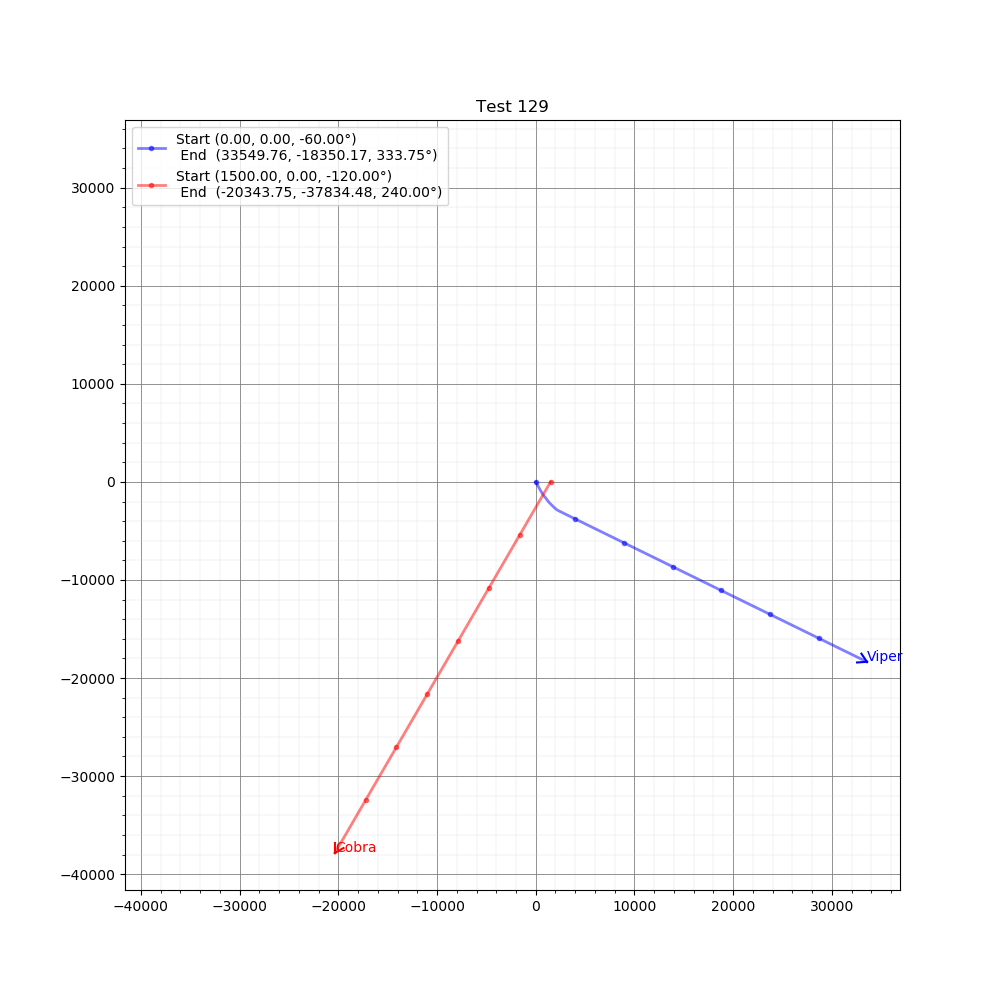 Test 129
Start (0.00, 0.00, -60.00°)
End (33549.76, -18350.17, 333.75°)
Start (1500.00, 0.00, -120.00°)
End (-20343.75, -37834.48, 240.00°)
30000
20000
10000
0
−10000
−20000
−30000
−40000
Viper
Cobra
−40000 −30000 −20000 −10000 0 10000 20000 30000